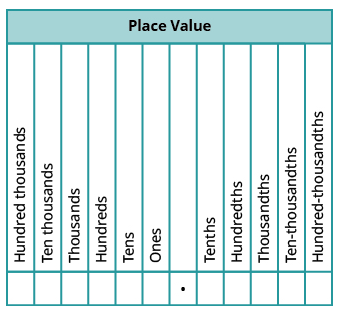 Place Value
Hundred thousands
Ten thousands
Thousands
Hundreds
Tens
Ones
Tenths
Hundredths
Thousandths
Ten-thousandths
Hundred-thousandths
.